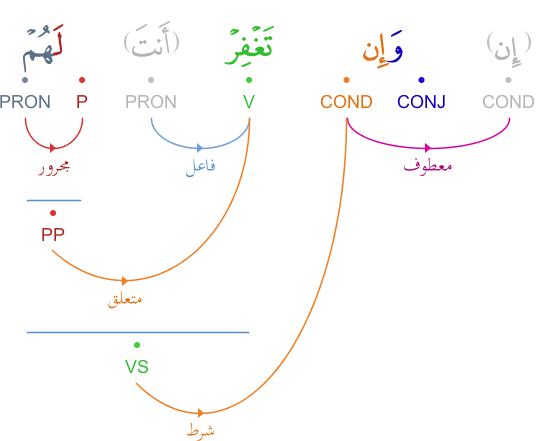 (إِن) وَإِن تَغْفِرْ (أَنتَ) لَهُمْ
COND CONJ COND V PRON P PRON
معطوف فاعل مجرور
PP
متعلق
VS
شرط